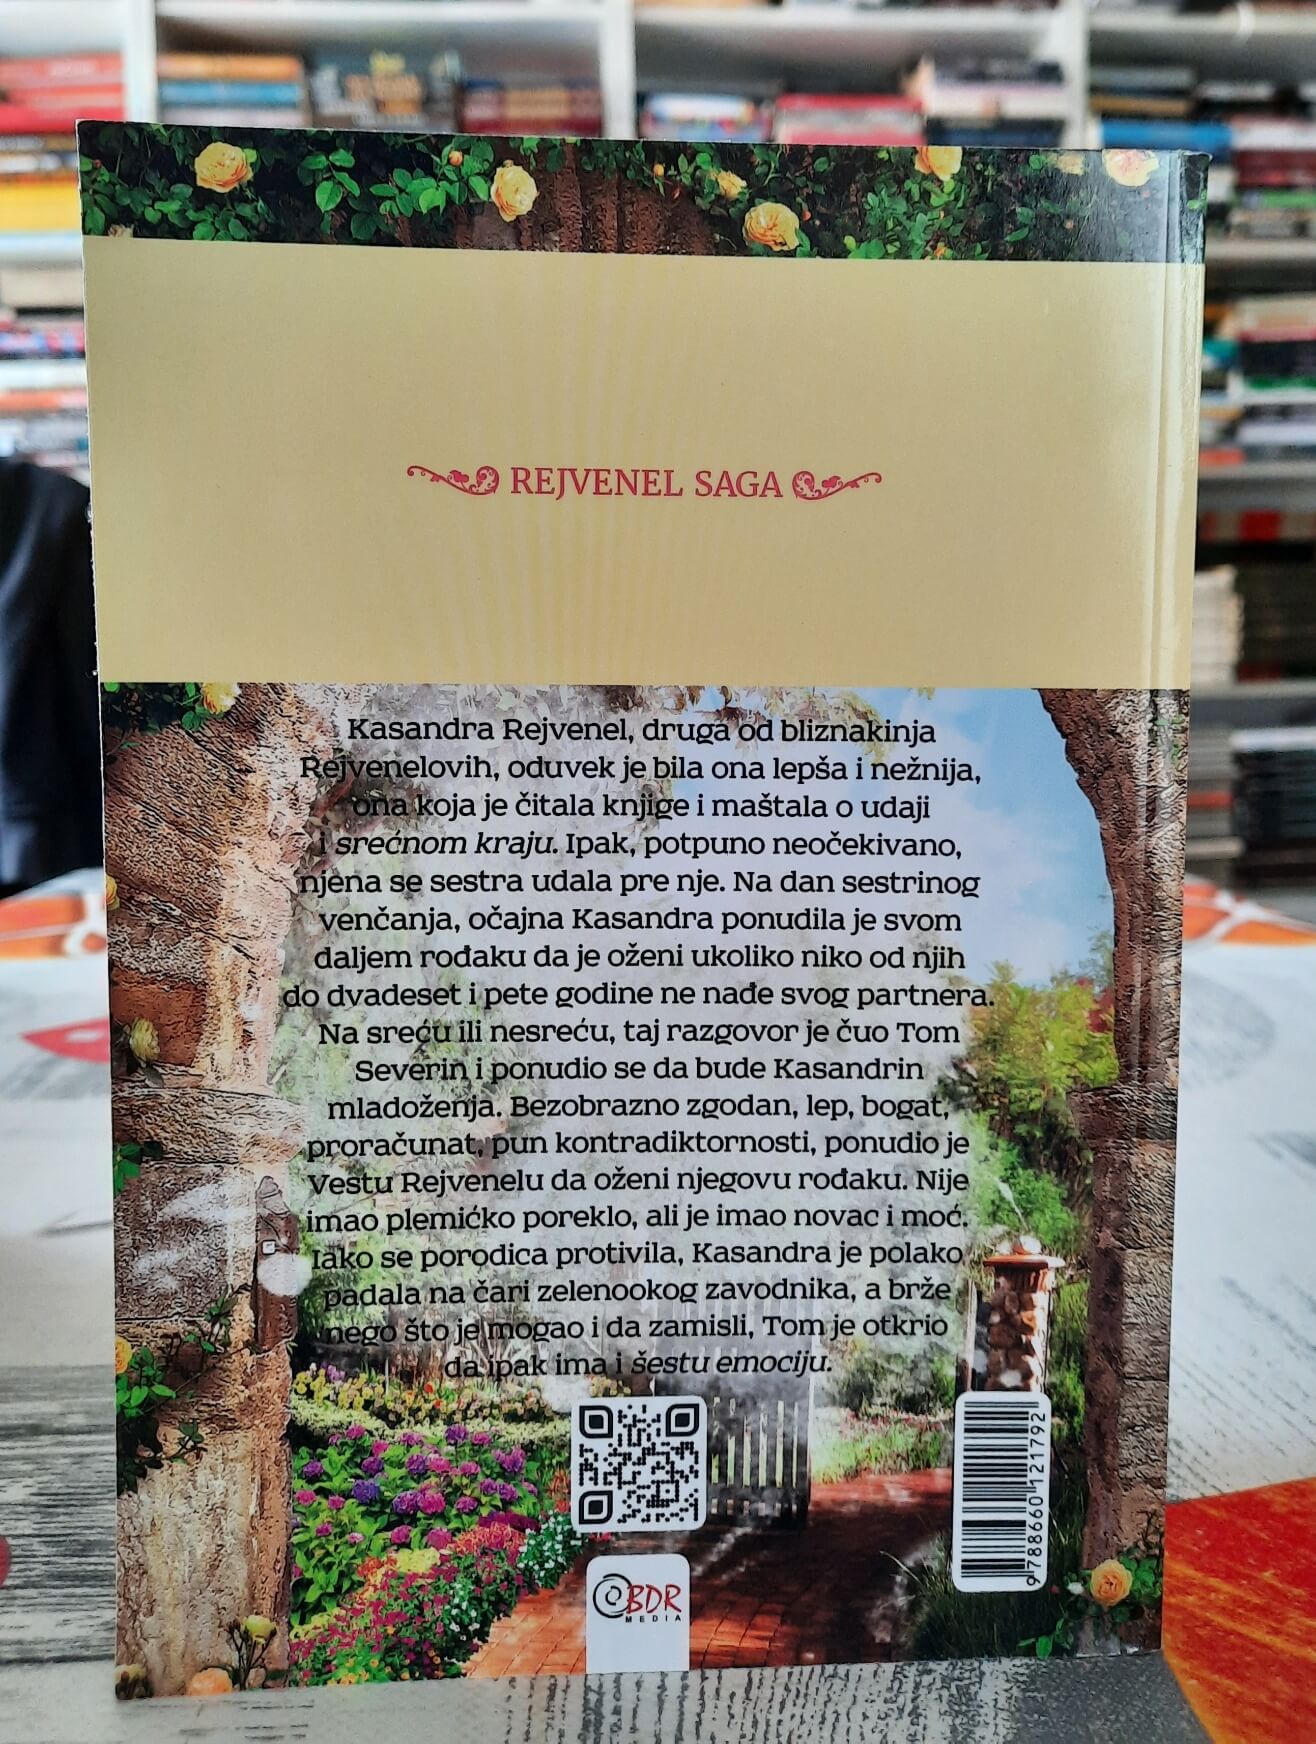 REJVENEL SAGA
Kasandra Rejvenel, druga od bliznakinja
Rejvenelovih, oduvek je bila ona lepša i nežnija,
ona koja je čitala knjige i maštala o udaji
i srećnom kraju. Ipak, potpuno neočekivano,
njena se sestra udala pre nje. Na dan sestrinog
venčanja, očajna Kasandra ponudila je svom
daljem rođaku da je oženi ukoliko niko od njih
do dvadeset i pete godine ne nađe svog partnera.
Na sreću ili nesreću, taj razgovor je čuo Tom
Severin i ponudio se da bude Kasandrin
mladoženja. Bezobrazno zgodan, lep, bogat,
proračunat, pun kontradiktornosti, ponudio je
Vestu Rejvenelu da oženi njegovu rođaku. Nije
imao plemićko poreklo, ali je imao novac i moć.
Iako se porodica protivila, Kasandra je polako
padala na čari zelenookog zavodnika, a brže
nego što je mogao i da zamisli, Tom je otkrio
da ipak ima i šestu emociju.
9788660121792
BDR
MEDIA